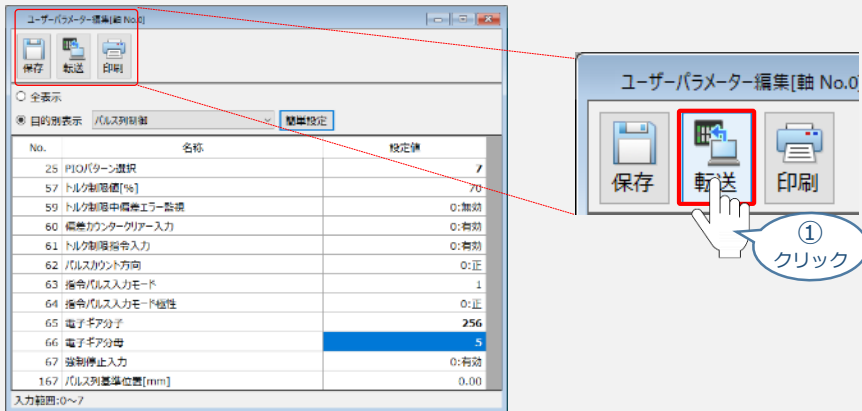 ユーザーパラメーター編集[軸 No.0]
保存 転送 印刷
全表示
目的別表示 パルス列制御 簡単設定
No. 名称 設定値
25 PIOパターン選択 7
57 トルク制限値[%] 70
59 トルク制限中偏差エラー監視 0:無効
60 偏差カウンタークリアー入力 0:有効
61 トルク制限指令入力 0:有効
62 パルスカウント方向 0:正
63 指令パルス入力モード 1
64 指令パルス入力モード極性 0:正
65 電子ギア分子 256
66 電子ギア分母 5
67 強制停止入力 0:有効
167 パルス列基準位置[mm] 0.00
入力範囲:0~7
ユーザーパラメーター編集[軸 No.0]
保存 転送 印刷
①
クリック